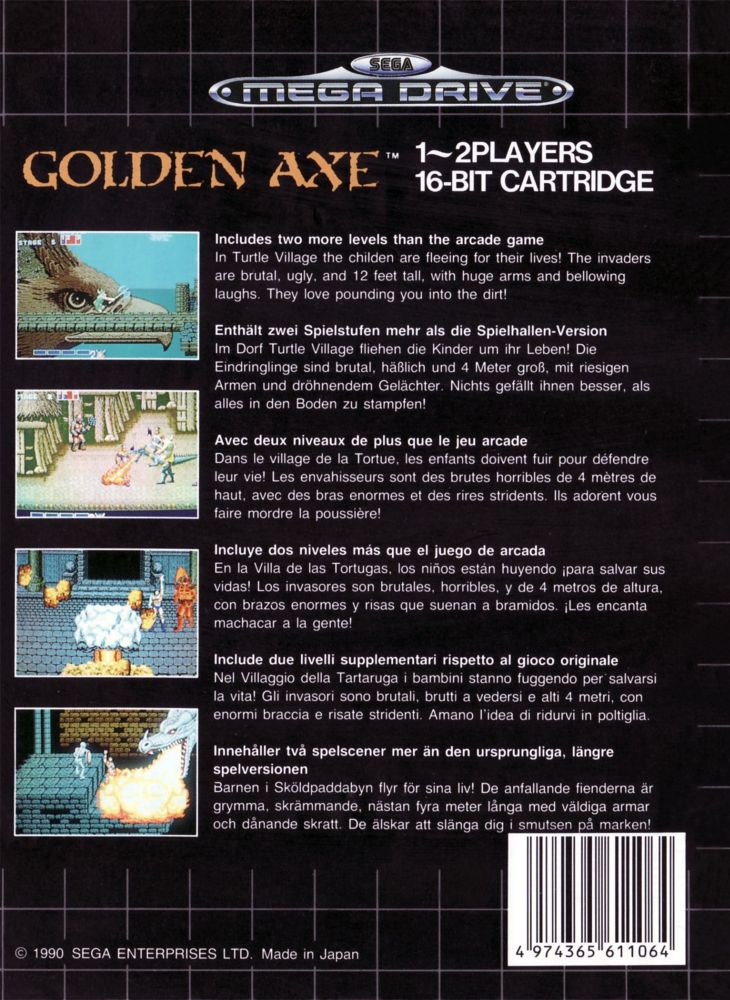 SEGA
MEGA DRIVE
GOLDEN AXE™
1~2PLAYERS
16-BIT CARTRIDGE
Includes two more levels than the arcade game
In Turtle Village the childen are fleeing for their lives! The invaders
are brutal, ugly, and 12 feet tall, with huge arms and bellowing
laughs. They love pounding you into the dirt!
Enthält zwei Spielstufen mehr als die Spielhallen-Version
Im Dorf Turtle Village fliehen die Kinder um ihr Leben! Die
Eindringlinge sind brutal, häßlich und 4 Meter groß, mit riesigen
Armen und dröhnendem Gelächter. Nichts gefällt ihnen besser, als
alles in den Boden zu stampfen!
Avec deux niveaux de plus que le jeu arcade
Dans le village de la Tortue, les enfants doivent fuir pour défendre
leur vie! Les envahisseurs sont des brutes horribles de 4 mètres de
haut, avec des bras enormes et des rires stridents. Ils adorent vous
faire mordre la poussière!
Incluye dos niveles más que el juego de arcada
En la Villa de las Tortugas, los niños están huyendo ¡para salvar sus
vidas! Los invasores son brutales, horribles, y de 4 metros de altura,
con brazos enormes y risas que suenan a bramidos. ¡Les encanta
machacar a la gente!
Include due livelli supplementari rispetto al gioco originale
Nel Villaggio della Tartaruga i bambini stanno fuggendo per salvarsi
la vita! Gli invasori sono brutali, brutti a vedersi e alti 4 metri, con
enormi braccia e risate stridenti. Amano l'idea di ridurvi in poltiglia.
Innehåller två spelscener mer än den ursprungliga, längre
spelversionen
Barnen i Sköldpaddabyn flyr för sina liv! De anfallande fienderna är
grymma, skrämmande, nästan fyra meter långa med väldiga armar
och dånande skratt. De älskar att slänga dig i smutsen på marken!
© 1990 SEGA ENTERPRISES LTD. Made in Japan
4 974365 611064